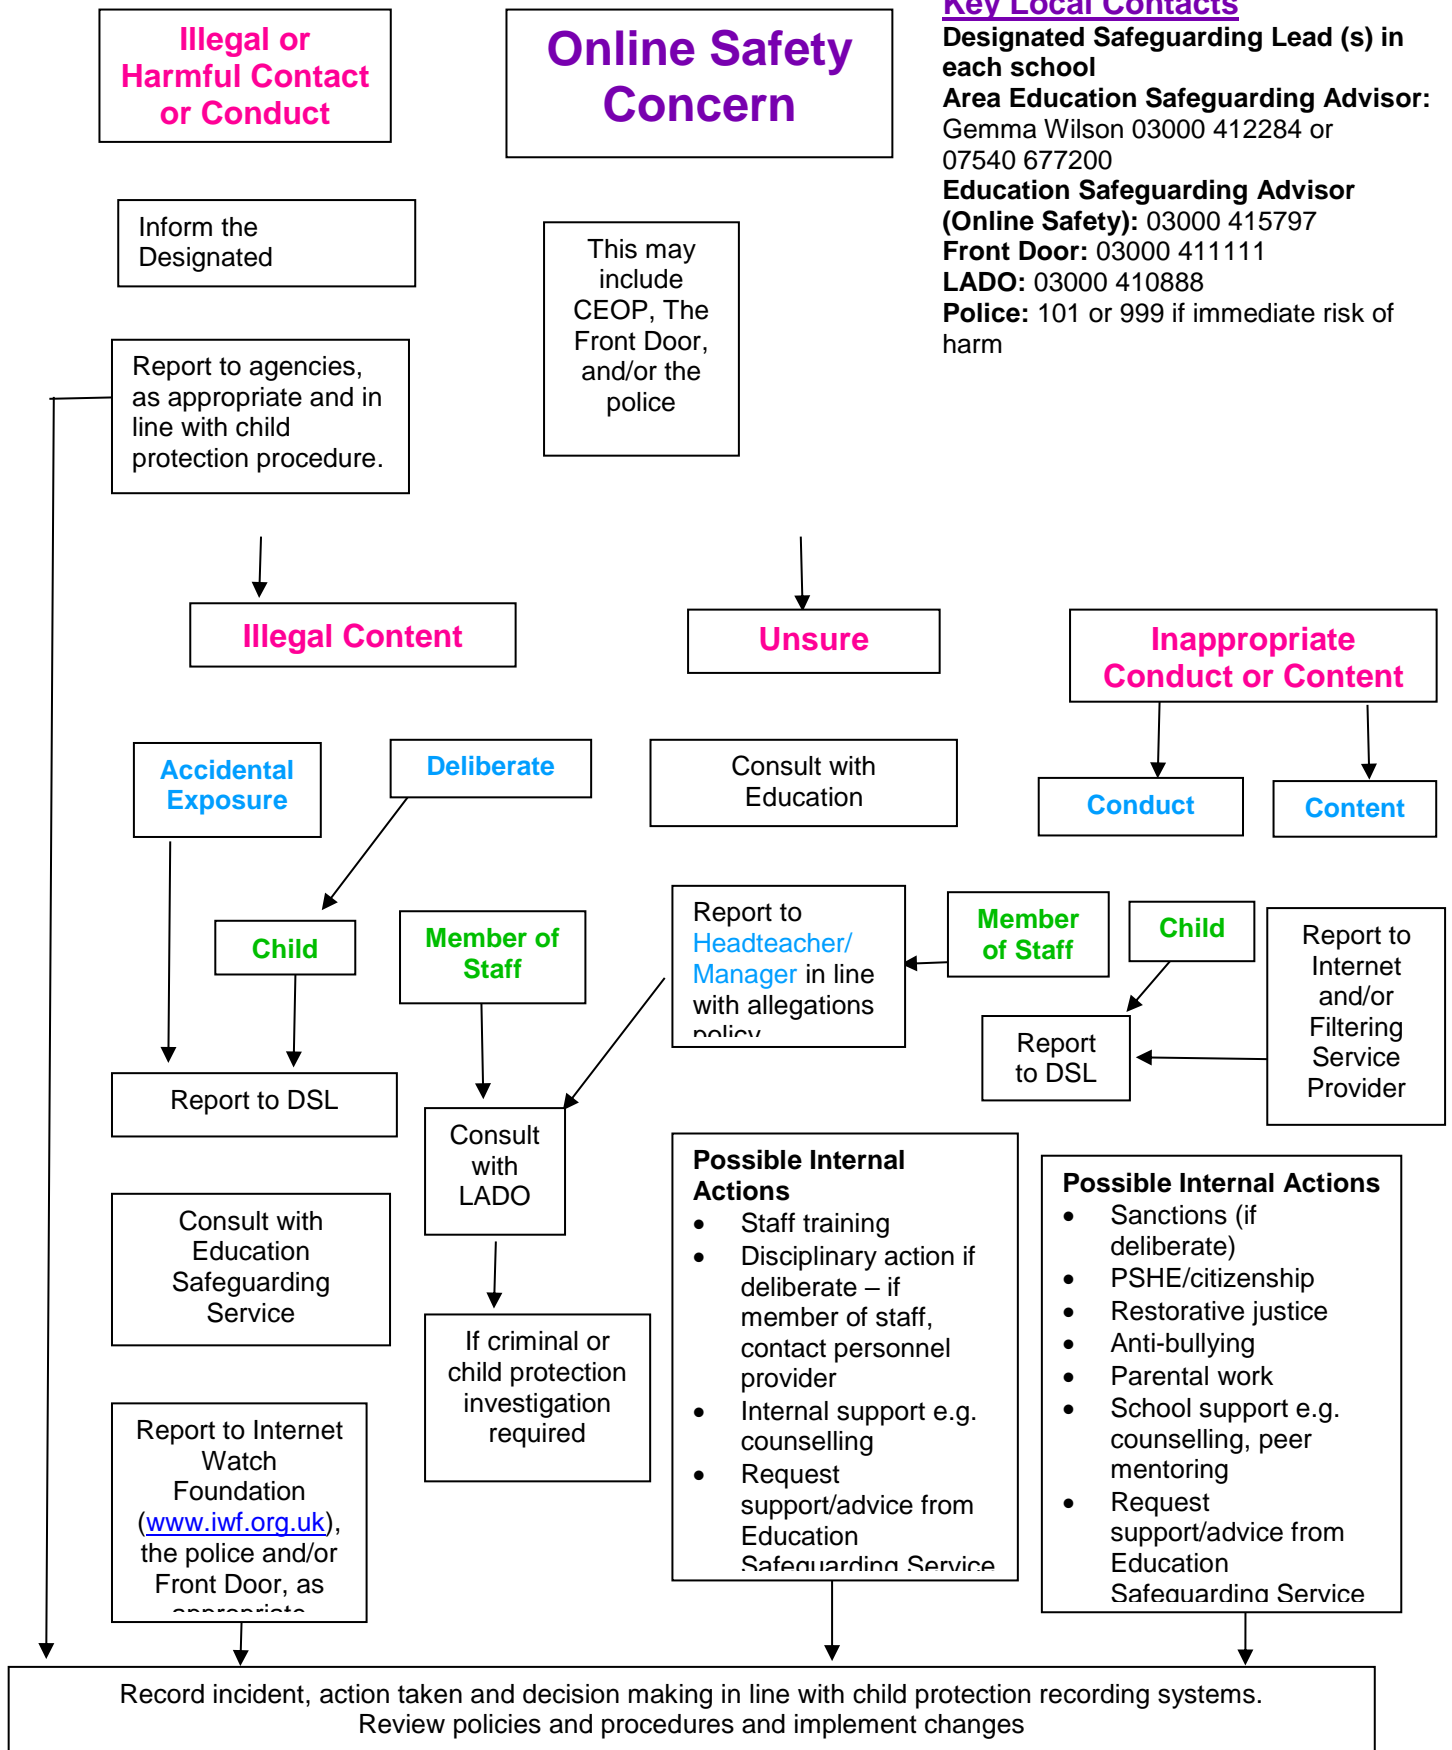 Illegal or
Harmful Contact
or Conduct
Online Safety
Concern
Key Local Contacts
Designated Safeguarding Lead (s) in
each school
Area Education Safeguarding Advisor:
Gemma Wilson 03000 412284 or
07540 677200
Education Safeguarding Advisor
(Online Safety): 03000 415797
Front Door: 03000 411111
LADO: 03000 410888
Police: 101 or 999 if immediate risk of
harm
Inform the
Designated
This may
include
CEOP, The
Front Door,
and/or the
police
Report to agencies,
as appropriate and in
line with child
protection procedure.
Illegal Content
Unsure
Inappropriate
Conduct or Content
Accidental
Exposure
Deliberate
Consult with
Education
Conduct
Content
Child
Member of
Staff
Report to
Headteacher/
Manager in line
with allegations
policy
Member
of Staff
Child
Report to
Internet
and/or
Filtering
Service
Provider
Report
to DSL
Report to DSL
Consult
with
LADO
Consult with
Education
Safeguarding
Service
If criminal or
child protection
investigation
required
Report to Internet
Watch
Foundation
(www.iwf.org.uk),
the police and/or
Front Door, as
appropriate
Possible Internal
Actions
• Staff training
• Disciplinary action if
deliberate – if
member of staff,
contact personnel
provider
• Internal support e.g.
counselling
• Request
support/advice from
Education
Safeguarding Service
Possible Internal Actions
• Sanctions (if
deliberate)
• PSHE/citizenship
• Restorative justice
• Anti-bullying
• Parental work
• School support e.g.
counselling, peer
mentoring
• Request
support/advice from
Education
Safeguarding Service
Record incident, action taken and decision making in line with child protection recording systems.
Review policies and procedures and implement changes